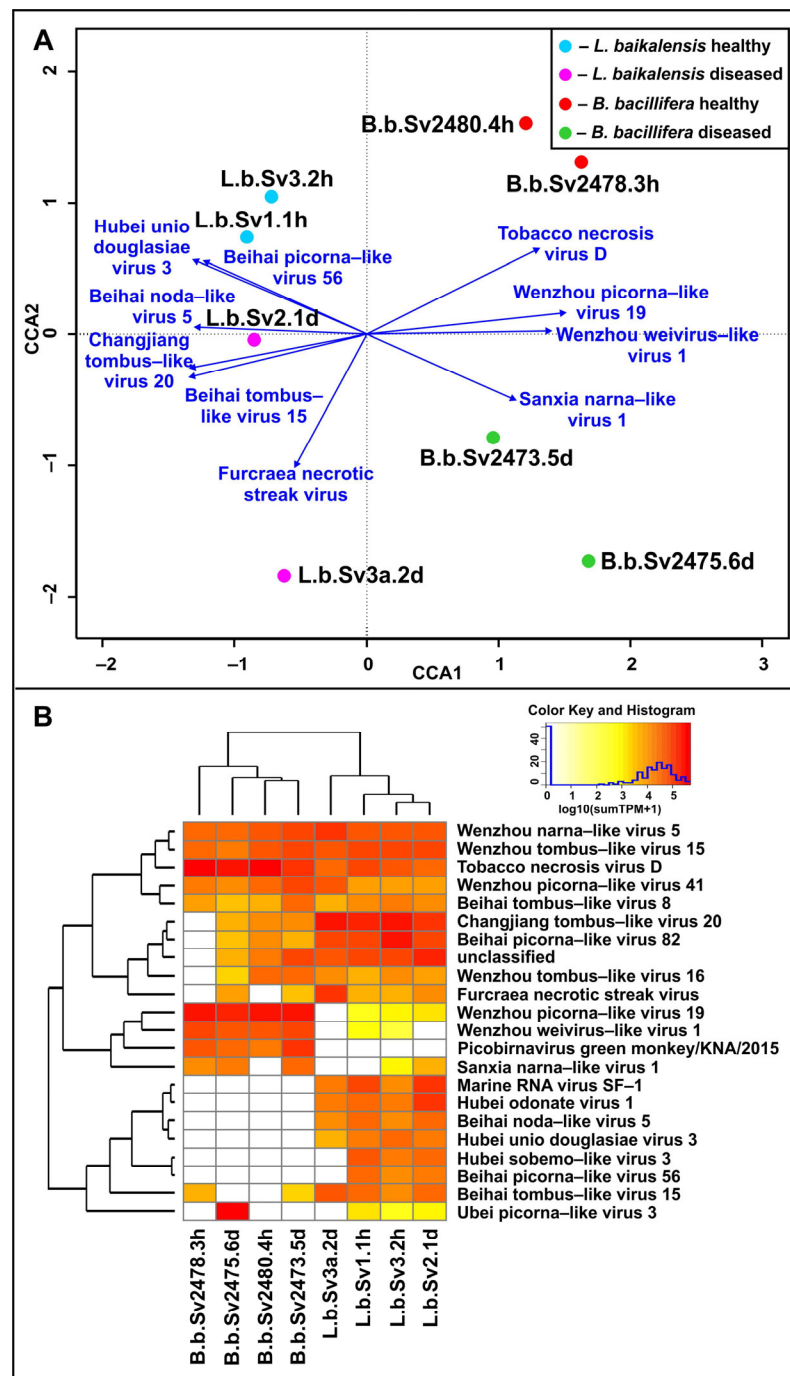 A
– L. baikalensis healthy
– L. baikalensis diseased
– B. bacillifera healthy
– B. bacillifera diseased
2
1
0
–1
–2
CCA2
B.b.Sv2480.4h
B.b.Sv2478.3h
L.b.Sv3.2h
L.b.Sv1.1h
Hubei unio
douglasiae
virus 3
Beihai picorna–like
virus 56
Tobacco necrosis
virus D
Beihai noda–like
virus 5
L.b.Sv2.1d
Wenzhou picorna–like
virus 19
Wenzhou weivirus–like
virus 1
Changjiang
tombus–like
virus 20
Beihai tombus–
like virus 15
Sanxia narna–like
virus 1
Furcraea necrotic
streak virus
B.b.Sv2473.5d
L.b.Sv3a.2d
B.b.Sv2475.6d
–2
–1
0
1
2
3
CCA1
B
Color Key and Histogram
0 20 40
0 1 2 3 4 5
log10(sumTPM+1)
Wenzhou narna–like virus 5
Wenzhou tombus–like virus 15
Tobacco necrosis virus D
Wenzhou picorna–like virus 41
Beihai tombus–like virus 8
Changjiang tombus–like virus 20
Beihai picorna–like virus 82
unclassified
Wenzhou tombus–like virus 16
Furcraea necrotic streak virus
Wenzhou picorna–like virus 19
Wenzhou weivirus–like virus 1
Picobirnavirus green monkey/KNA/2015
Sanxia narna–like virus 1
Marine RNA virus SF–1
Hubei odonate virus 1
Beihai noda–like virus 5
Hubei unio douglasiae virus 3
Hubei sobemo–like virus 3
Beihai picorna–like virus 56
Beihai tombus–like virus 15
Ubei picorna–like virus 3
B.b.Sv2478.3h
B.b.Sv2475.6d
B.b.Sv2480.4h
B.b.Sv2473.5d
L.b.Sv3a.2d
L.b.Sv1.1h
L.b.Sv3.2h
L.b.Sv2.1d